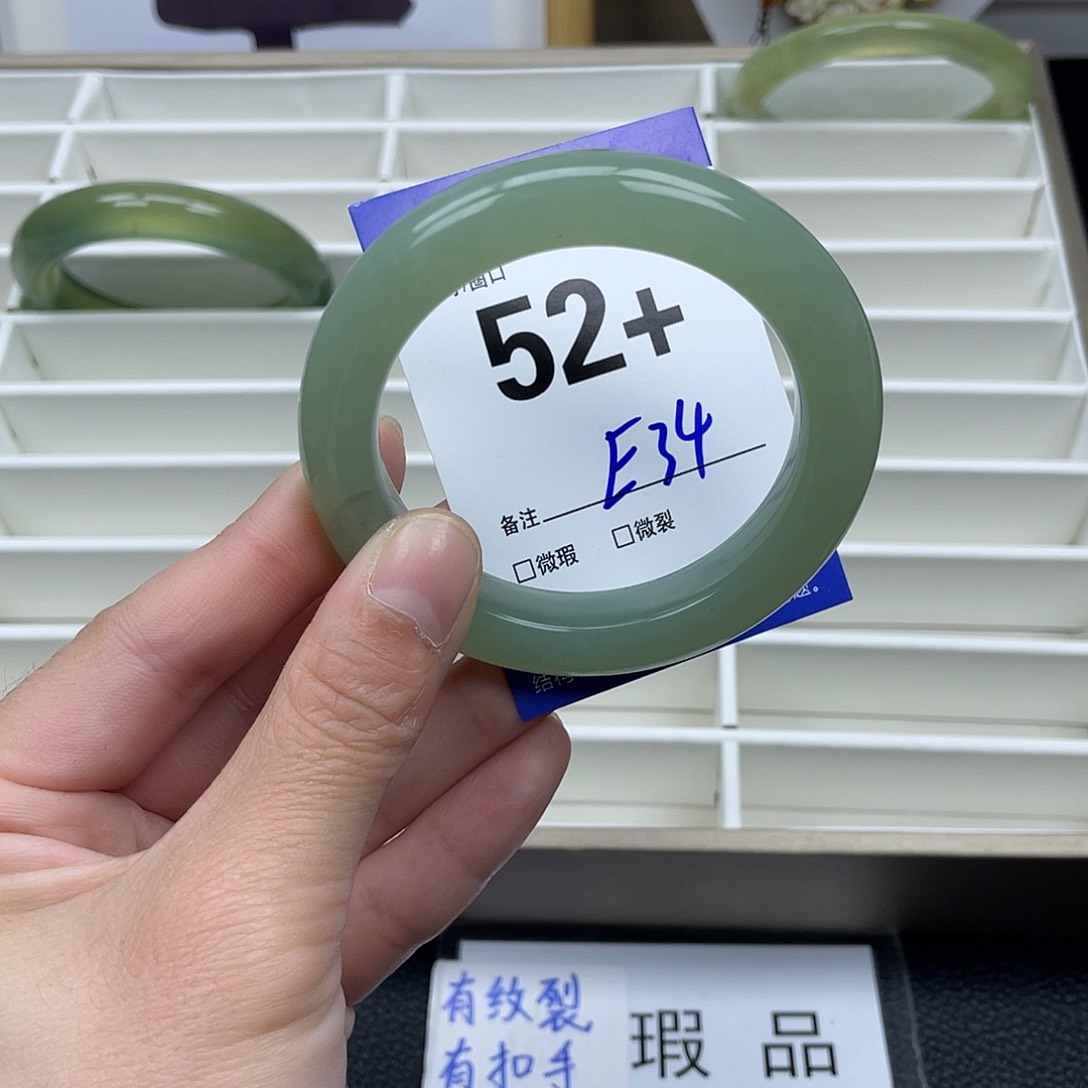 52+
E34
备注
□微瑕 □微裂
有纹裂
有扣手
瑕 品